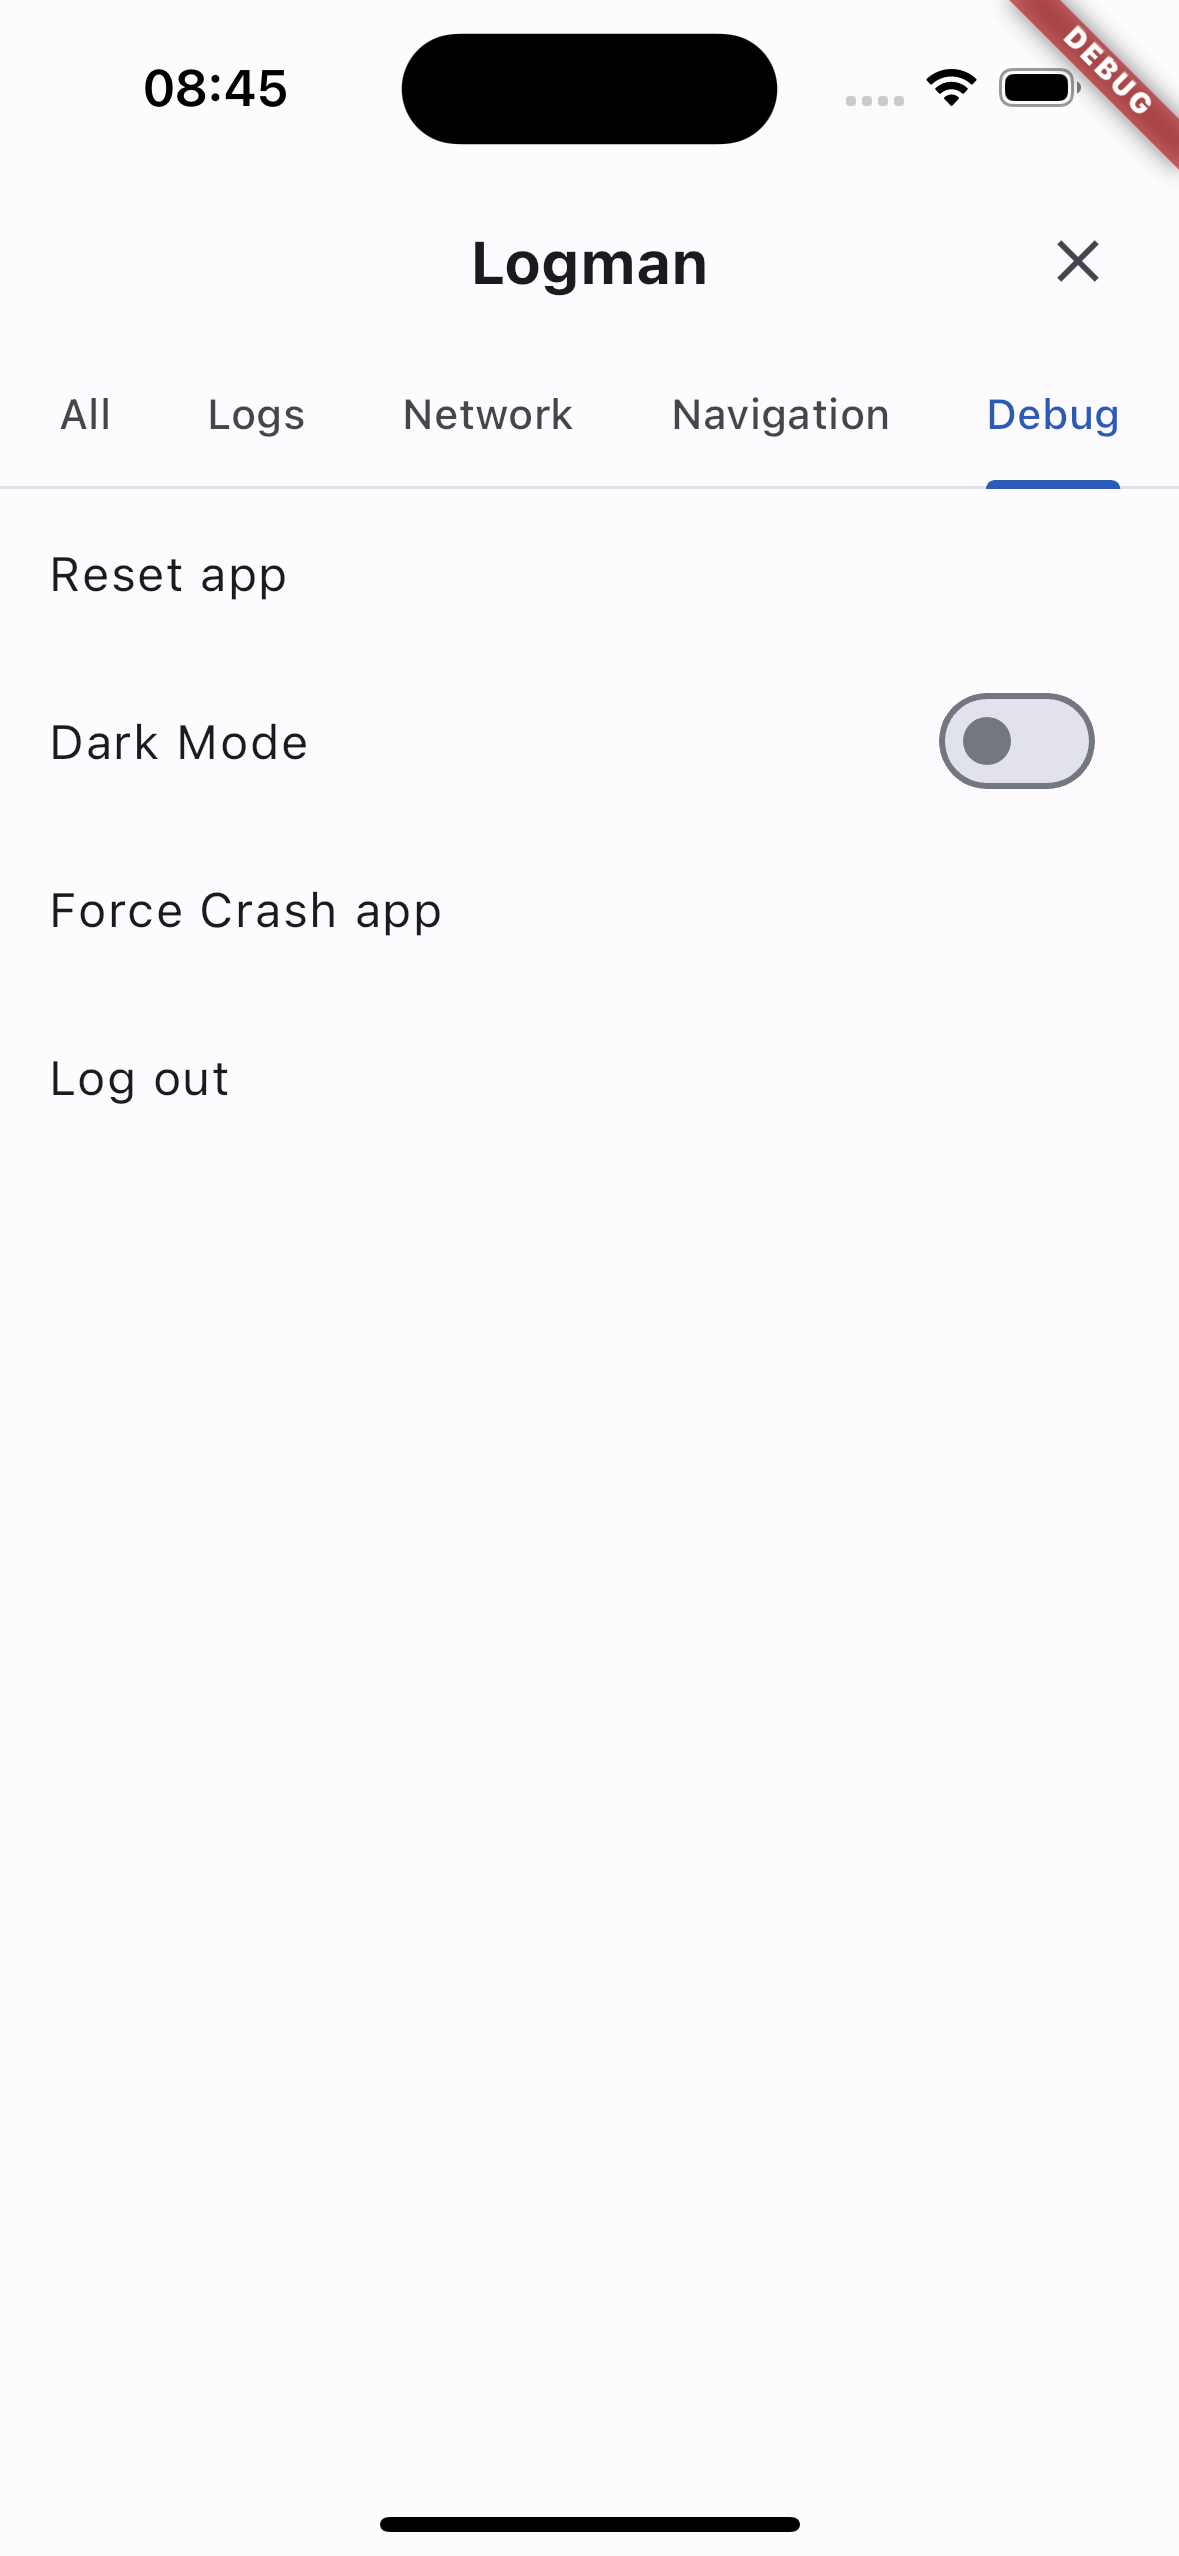 08:45
DEBUG
Logman
All Logs Network Navigation Debug
Reset app
Dark Mode
Force Crash app
Log out